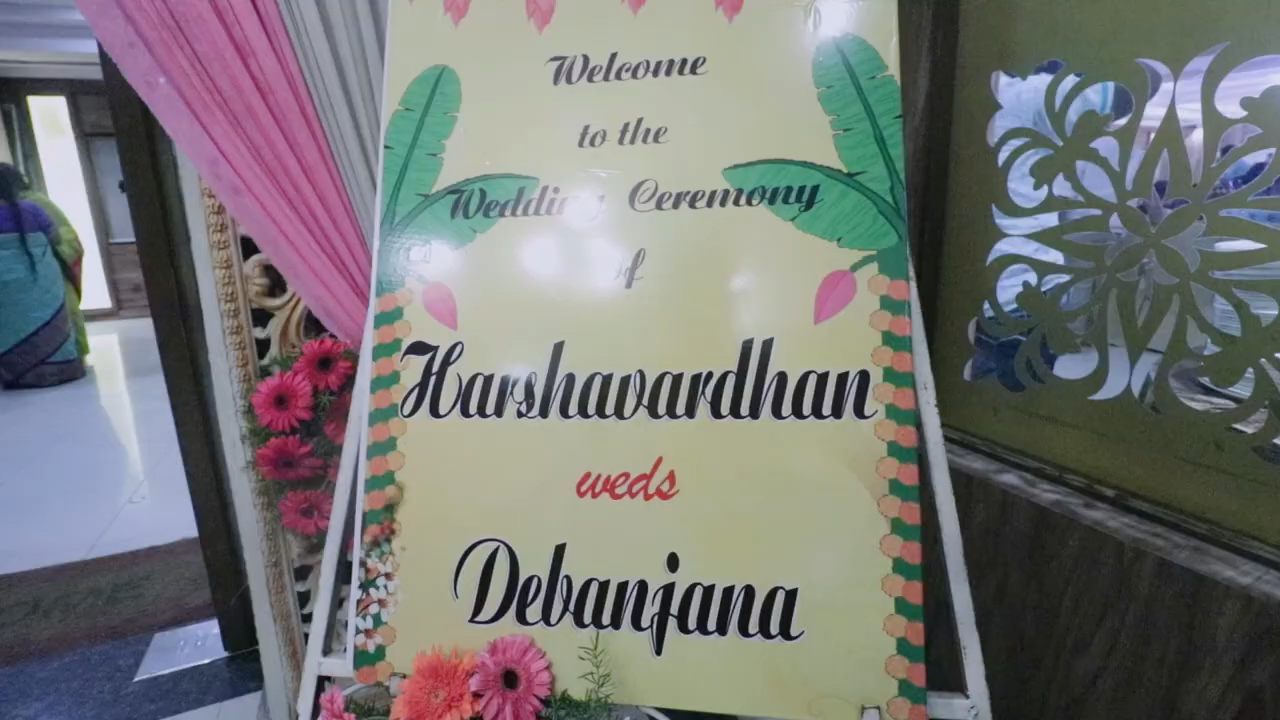 Welcome
to the
Wedding Ceremony
of
Harshavardhan
weds
Debanjana